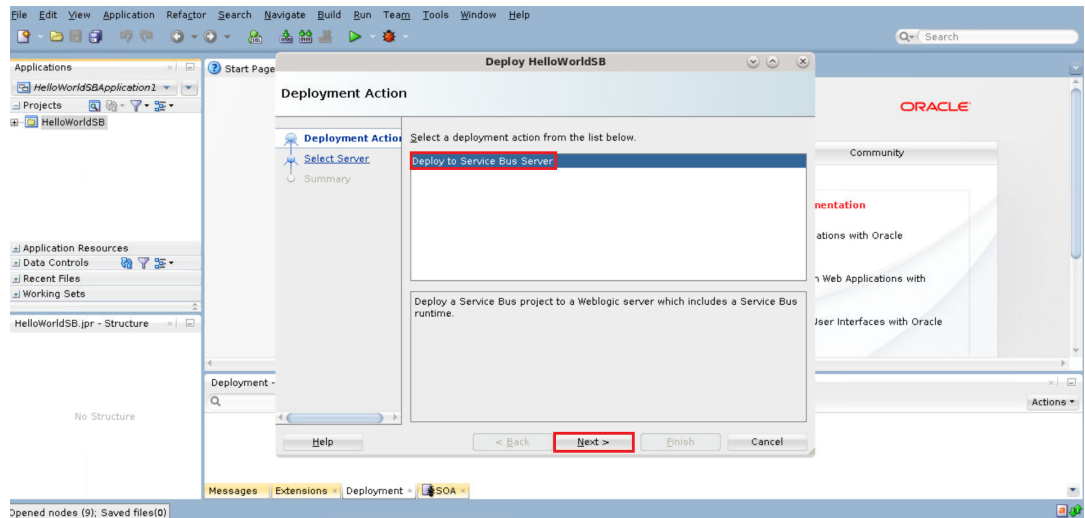 File Edit View Application Refactor Search Navigate Build Run Team Tools Window Help
Search
Applications
HelloWorldSBApplication1
Projects
HelloWorldSB
Application Resources
Data Controls
Recent Files
Working Sets
HelloWorldSB.jpr - Structure
No Structure
Start Page
Deploy HelloWorldSB
Deployment Action
Deployment Action
Select Server
Summary
Select a deployment action from the list below.
Deploy to Service Bus Server
Deploy a Service Bus project to a Weblogic server which includes a Service Bus
runtime.
Help
< Back
Next >
Finish
Cancel
ORACLE
Community
mentation
ations with Oracle
n Web Applications with
User Interfaces with Oracle
Deployment -
Actions
Messages Extensions Deployment SOA
Opened nodes (9); Saved files(0)